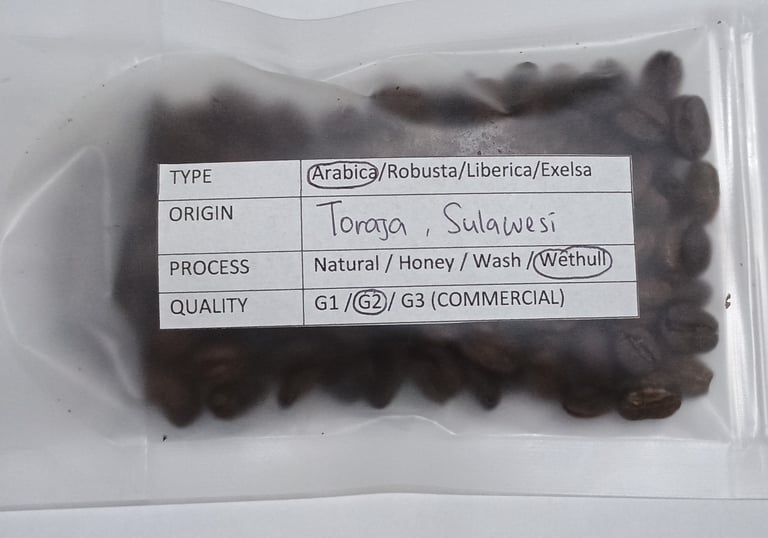 TYPE Arabica/Robusta/Liberica/Exelsa
ORIGIN Toraja, Sulawesi
PROCESS Natural / Honey / Wash / Wethull
QUALITY G1 / G2 / G3 (COMMERCIAL)